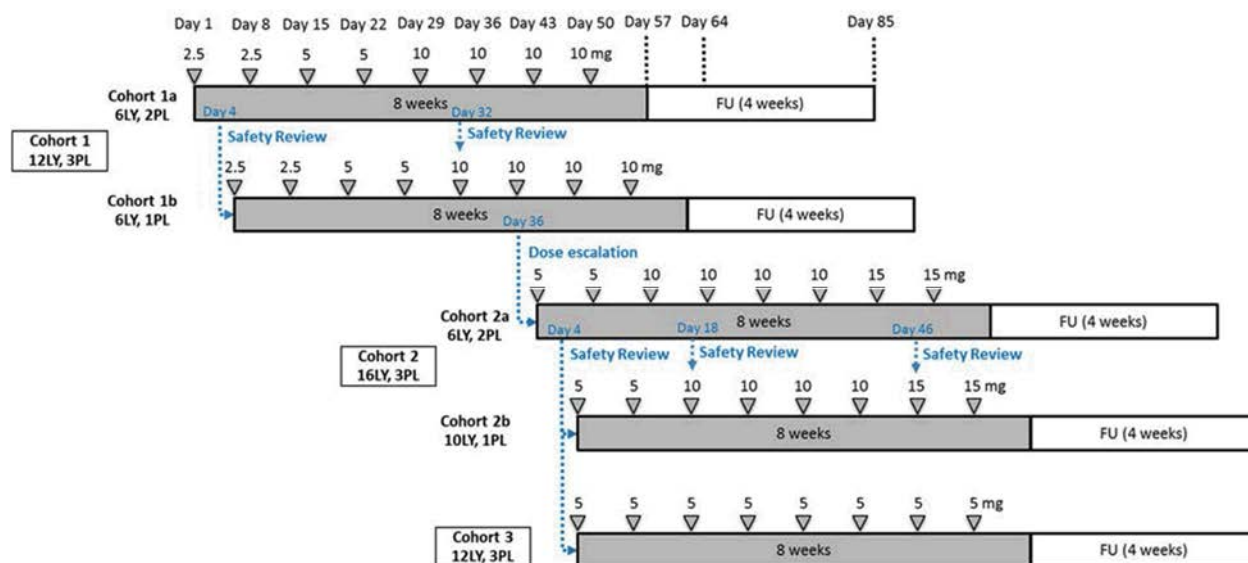 Day 1 Day 8 Day 15 Day 22 Day 29 Day 36 Day 43 Day 50 Day 57 Day 64 Day 85
2.5 2.5 5 5 10 10 10 10 mg
Cohort 1a
6LY, 2PL
8 weeks FU (4 weeks)
Day 4 Day 32
Safety Review Safety Review
Cohort 1
12LY, 3PL
2.5 2.5 5 5 10 10 10 10 mg
Cohort 1b
6LY, 1PL
8 weeks FU (4 weeks)
Day 36
Dose escalation
5 5 10 10 10 10 15 15 mg
Cohort 2a
6LY, 2PL
8 weeks FU (4 weeks)
Day 4 Day 18 Day 46
Safety Review Safety Review Safety Review
Cohort 2
16LY, 3PL
5 5 10 10 10 10 15 15 mg
Cohort 2b
10LY, 1PL
8 weeks FU (4 weeks)
5 5 5 5 5 5 5 5 mg
Cohort 3
12LY, 3PL
8 weeks FU (4 weeks)